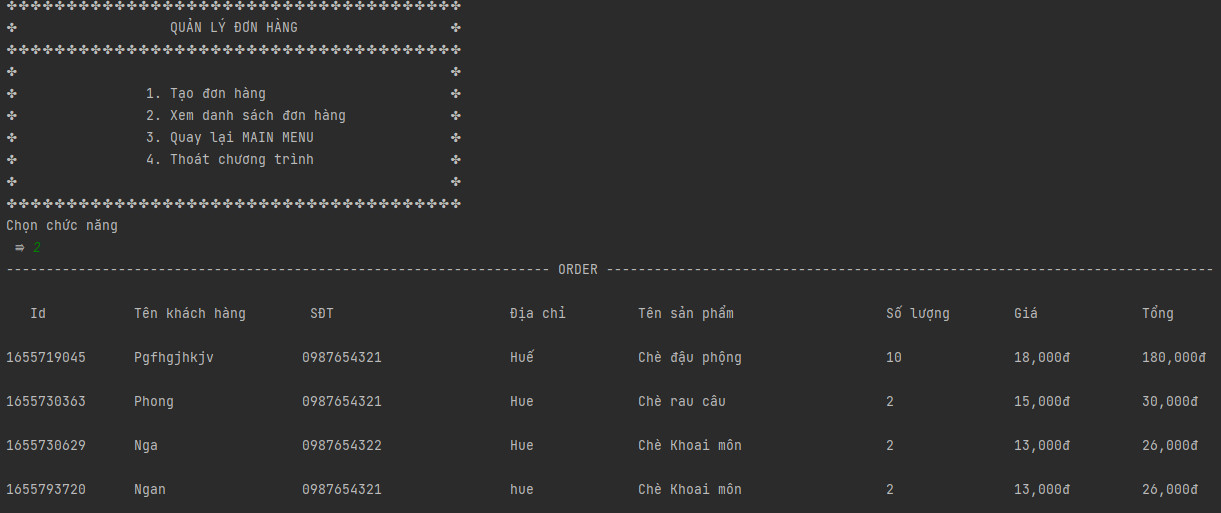 QUẢN LÝ ĐƠN HÀNG
1. Tạo đơn hàng
2. Xem danh sách đơn hàng
3. Quay lại MAIN MENU
4. Thoát chương trình
Chọn chức năng
⇒ 2
---------------------------------------------------------------- ORDER ----------------------------------------------------------------
Id Tên khách hàng SĐT Địa chỉ Tên sản phẩm Số lượng Giá Tổng
1655719045 Pgfhgjhkjv 0987654321 Huế Chè đậu phộng 10 18,000đ 180,000đ
1655730363 Phong 0987654321 Hue Chè rau câu 2 15,000đ 30,000đ
1655730629 Nga 0987654322 Hue Chè Khoai môn 2 13,000đ 26,000đ
1655793720 Ngan 0987654321 hue Chè Khoai môn 2 13,000đ 26,000đ